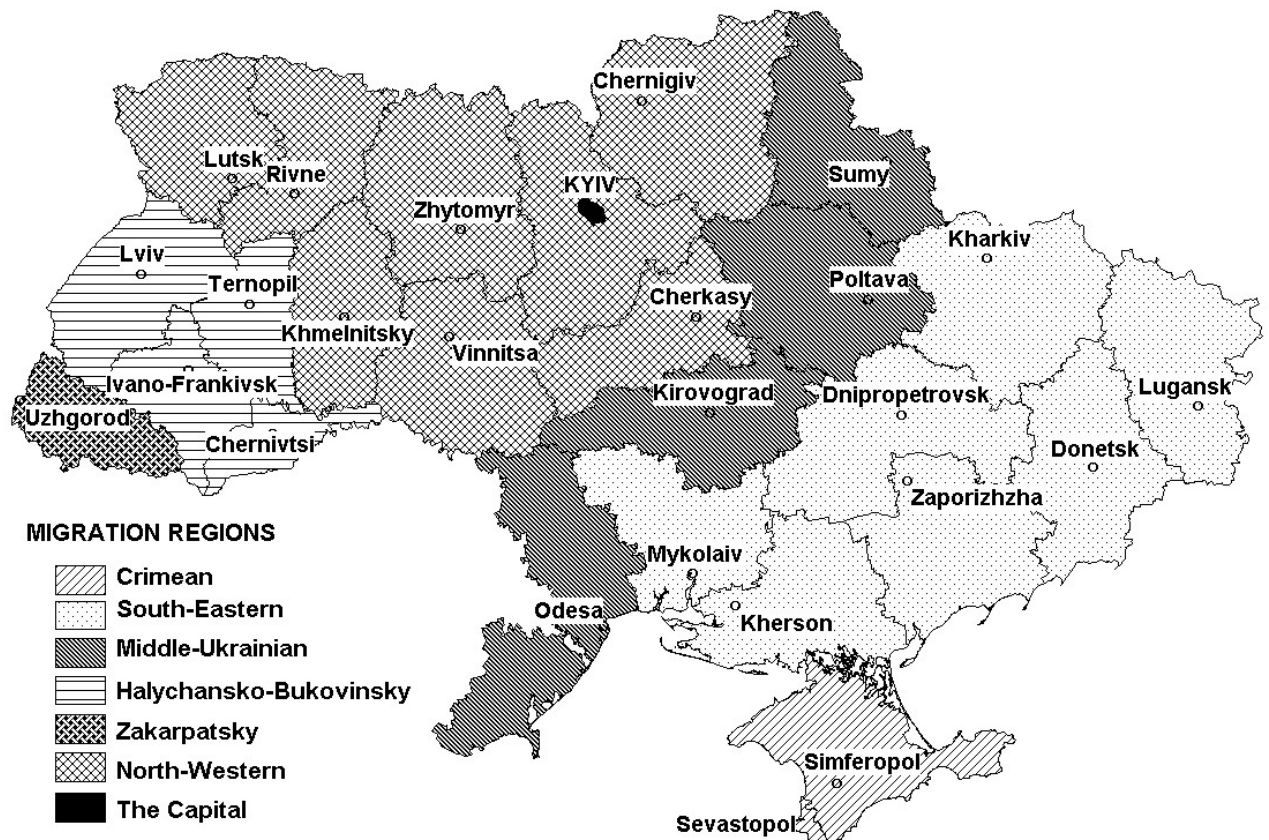 Chernigiv
Lutsk
Rivne
Sumy
KYIV
Zhytomyr
Kharkiv
Lviv
Ternopil
Poltava
Cherkasy
Khmelnitsky
Vinnitsa
Ivano-Frankivsk
Kirovograd
Dnipropetrovsk
Lugansk
Uzhgorod
Chernivtsi
Donetsk
Zaporizhzha
Mykolaiv
Odesa
Kherson
Simferopol
Sevastopol
MIGRATION REGIONS
Crimean
South-Eastern
Middle-Ukrainian
Halychansko-Bukovinsky
Zakarpatsky
North-Western
The Capital